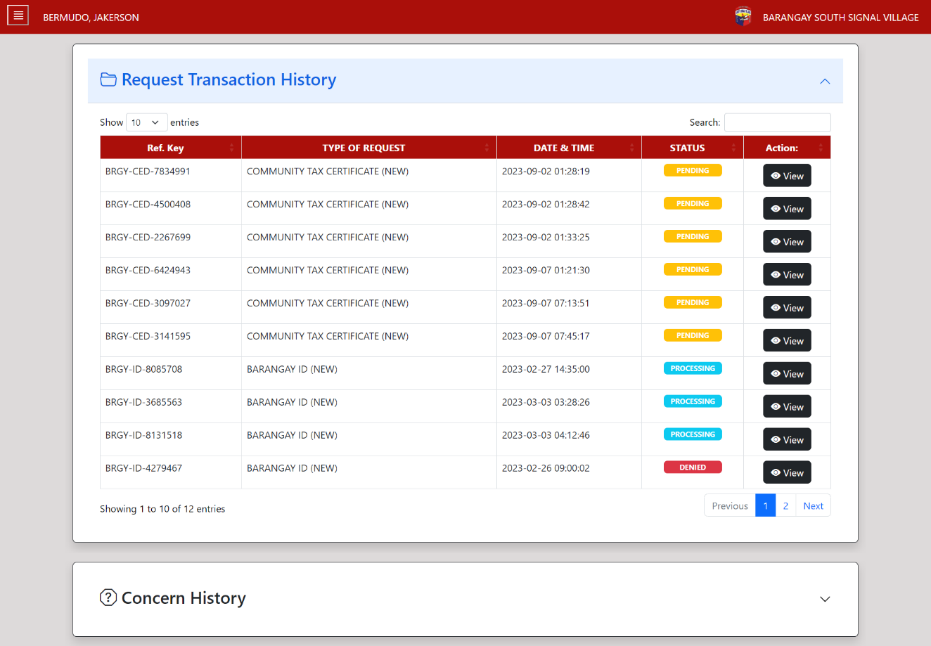 BERMUDO, JAKERSON BARANGAY SOUTH SIGNAL VILLAGE
Request Transaction History
Show 10 entries Search:
Ref. Key TYPE OF REQUEST DATE & TIME STATUS Action:
BRGY-CED-7834991 COMMUNITY TAX CERTIFICATE (NEW) 2023-09-02 01:28:19 PENDING View
BRGY-CED-4500408 COMMUNITY TAX CERTIFICATE (NEW) 2023-09-02 01:28:42 PENDING View
BRGY-CED-2267699 COMMUNITY TAX CERTIFICATE (NEW) 2023-09-02 01:33:25 PENDING View
BRGY-CED-6424943 COMMUNITY TAX CERTIFICATE (NEW) 2023-09-07 01:21:30 PENDING View
BRGY-CED-3097027 COMMUNITY TAX CERTIFICATE (NEW) 2023-09-07 07:13:51 PENDING View
BRGY-CED-3141595 COMMUNITY TAX CERTIFICATE (NEW) 2023-09-07 07:45:17 PENDING View
BRGY-ID-8085708 BARANGAY ID (NEW) 2023-02-27 14:35:00 PROCESSING View
BRGY-ID-3685563 BARANGAY ID (NEW) 2023-03-03 03:28:26 PROCESSING View
BRGY-ID-8131518 BARANGAY ID (NEW) 2023-03-03 04:12:46 PROCESSING View
BRGY-ID-4279467 BARANGAY ID (NEW) 2023-02-26 09:00:02 DENIED View
Showing 1 to 10 of 12 entries Previous 1 2 Next
Concern History